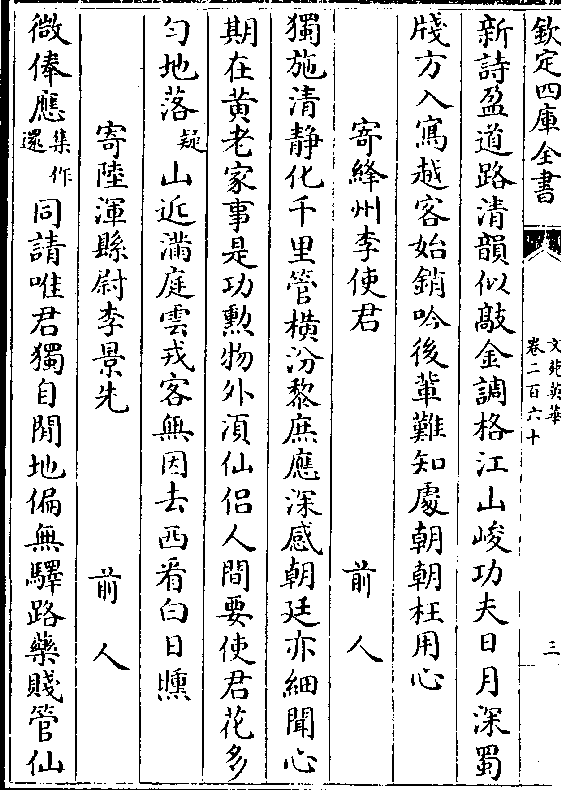 欽定四庫全書
文苑英華
卷二百六十
三
新詩盈道路清韻似敲金調格江山峻功夫日月深蜀
牋方入寫越客始銷吟後輩難知處朝朝枉用心
寄絳州李使君
前人
獨施清静化千里管横汾黎庶應深感朝廷亦細聞心
期在黄老家事是功勲物外湏仙侣人間要使君花多
匀地落疑山近滿庭雲戎客無因去西看白日曛
寄陸渾縣尉李景先
前人
微俸應集作還同請唯君獨自閒地偏無驛路藥賤管仙